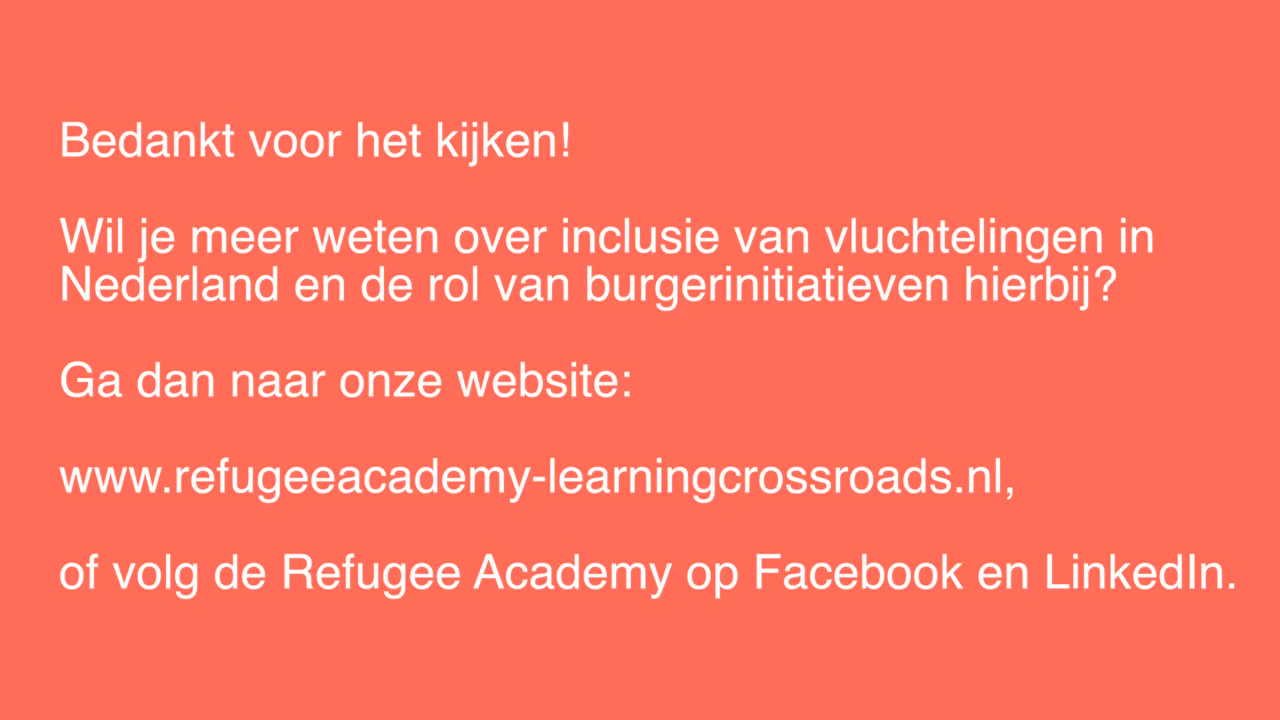 Bedankt voor het kijken!
Wil je meer weten over inclusie van vluchtelingen in
Nederland en de rol van burgerinitiatieven hierbij?
Ga dan naar onze website:
www.refugeeacademy-learningcrossroads.nl,
of volg de Refugee Academy op Facebook en LinkedIn.